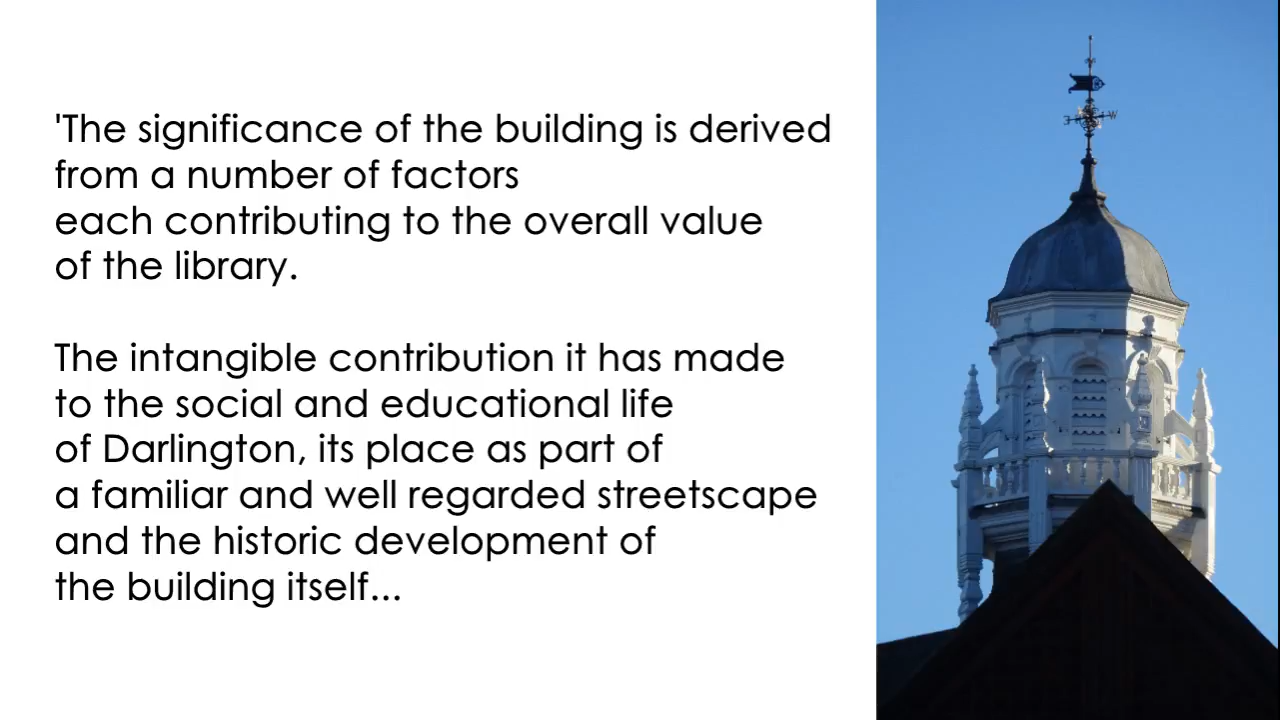 'The significance of the building is derived
from a number of factors
each contributing to the overall value
of the library.
The intangible contribution it has made
to the social and educational life
of Darlington, its place as part of
a familiar and well regarded streetscape
and the historic development of
the building itself...